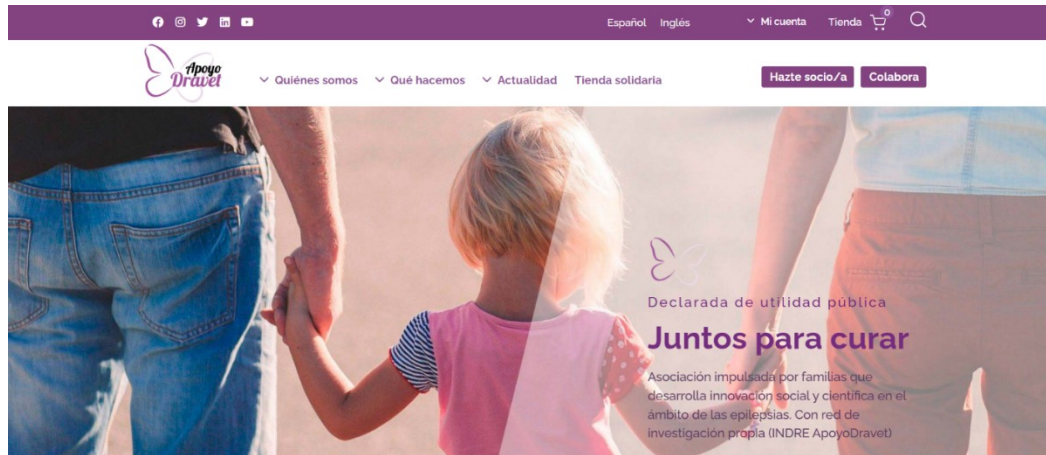 Español Inglés Mi cuenta Tienda 0
Apoyo
Dravet
Quiénes somos Qué hacemos Actualidad Tienda solidaria Hazte socio/a Colabora
Declarada de utilidad pública
Juntos para curar
Asociación impulsada por familias que
desarrolla innovación social y científica en el
ámbito de las epilepsias. Con red de
investigación propia (INDRE ApoyoDravet)